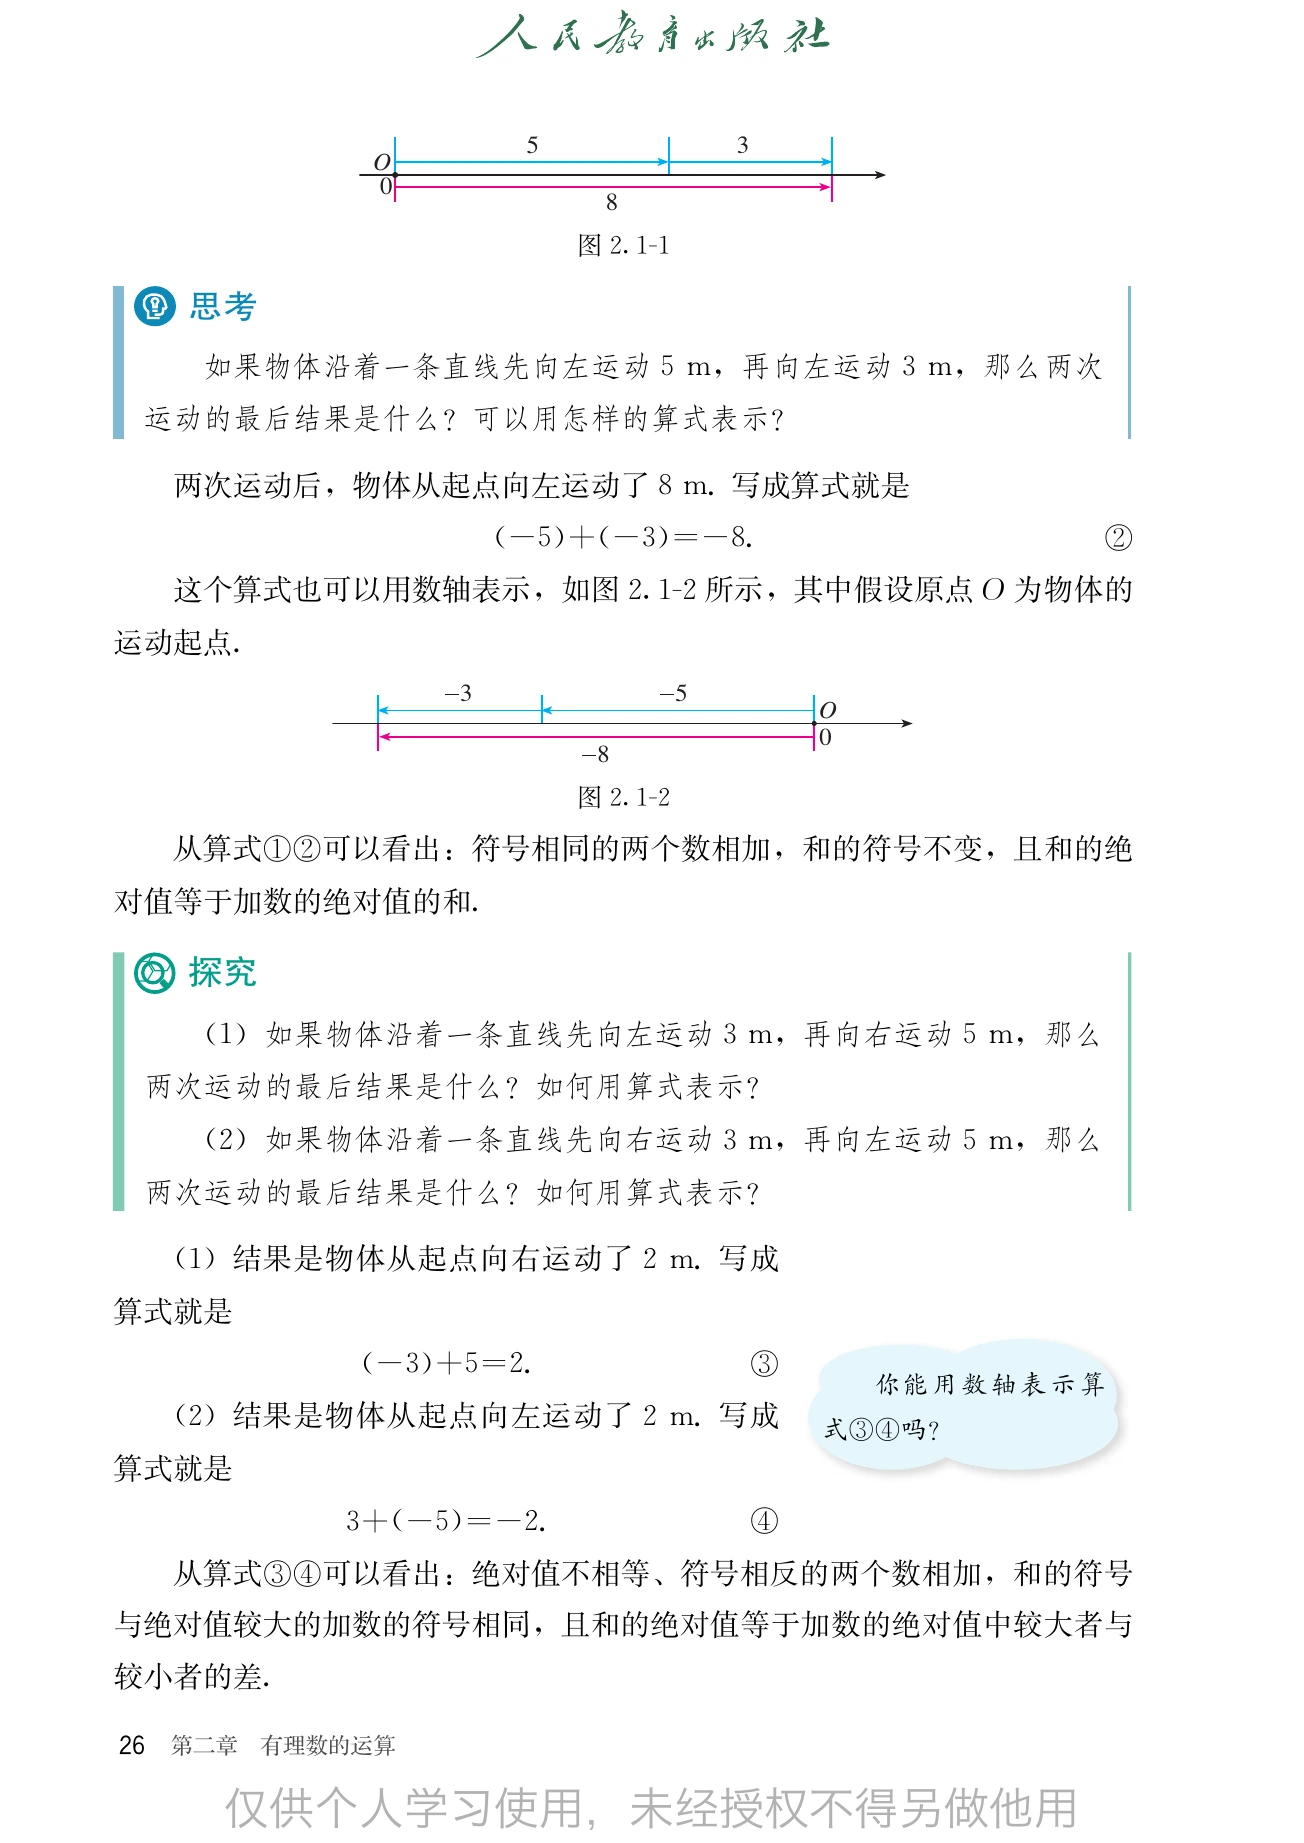 人民教育出版社
5 3
O
0
8
图 2.1-1
思考
如果物体沿着一条直线先向左运动 5 m，再向左运动 3 m，那么两次
运动的最后结果是什么？可以用怎样的算式表示？
两次运动后，物体从起点向左运动了 8 m. 写成算式就是
(－5)＋(－3)＝－8. ②
这个算式也可以用数轴表示，如图 2.1-2 所示，其中假设原点 O 为物体的
运动起点.
−3 −5
O
0
−8
图 2.1-2
从算式①②可以看出：符号相同的两个数相加，和的符号不变，且和的绝
对值等于加数的绝对值的和.
探究
（1）如果物体沿着一条直线先向左运动 3 m，再向右运动 5 m，那么
两次运动的最后结果是什么？如何用算式表示？
（2）如果物体沿着一条直线先向右运动 3 m，再向左运动 5 m，那么
两次运动的最后结果是什么？如何用算式表示？
（1）结果是物体从起点向右运动了 2 m. 写成
算式就是
(－3)＋5＝2. ③
（2）结果是物体从起点向左运动了 2 m. 写成
算式就是
3＋(－5)＝－2. ④
你能用数轴表示算
式③④吗？
从算式③④可以看出：绝对值不相等、符号相反的两个数相加，和的符号
与绝对值较大的加数的符号相同，且和的绝对值等于加数的绝对值中较大者与
较小者的差.
26 第二章 有理数的运算
仅供个人学习使用，未经授权不得另做他用